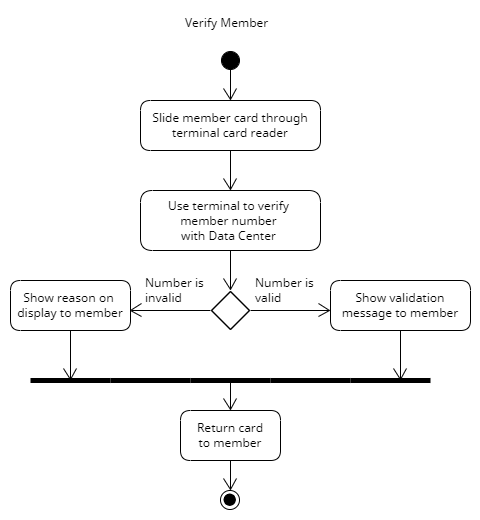 Verify Member
Slide member card through
terminal card reader
Use terminal to verify
member number
with Data Center
Number is
invalid
Number is
valid
Show reason on
display to member
Show validation
message to member
Return card
to member